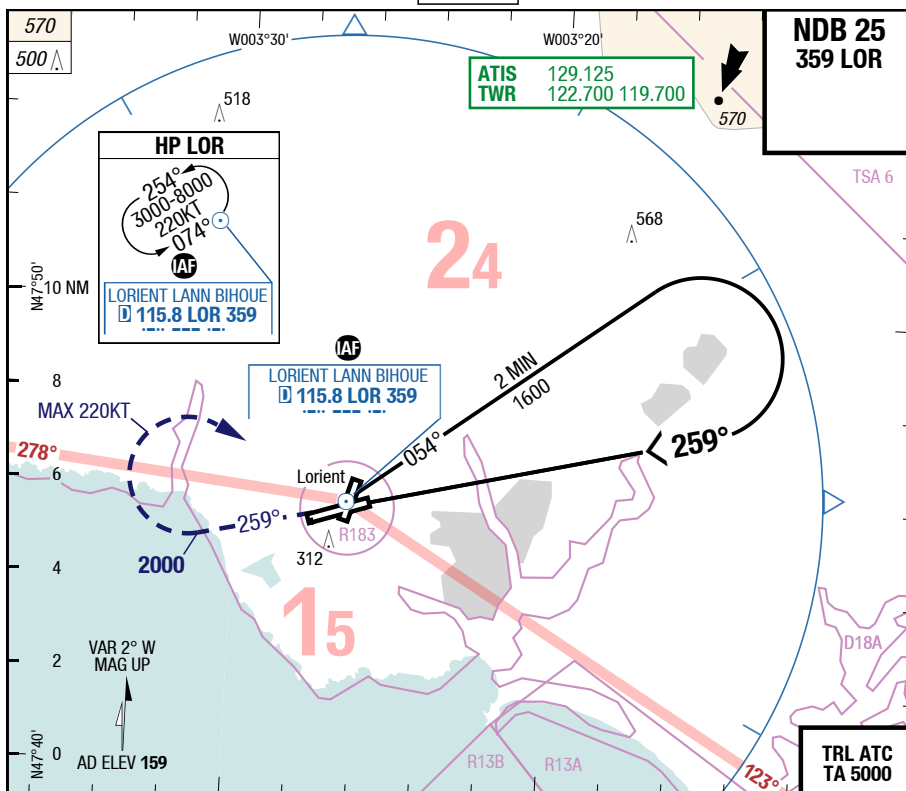 570
500
W003°30'
W003°20'
NDB 25
359 LOR
ATIS 129.125
TWR 122.700 119.700
570
518
HP LOR
254°
3000-8000
220KT
074°
IAF
LORIENT LANN BIHOUE
D 115.8 LOR 359
TSA 6
568
24
N47°50'
10 NM
IAF
LORIENT LANN BIHOUE
D 115.8 LOR 359
2 MIN
1600
8
MAX 220KT
054°
259°
278°
6
Lorient
259°
R183
2000
312
4
15
VAR 2° W
MAG UP
2
D18A
N47°40'
0
AD ELEV 159
R13B
R13A
123°
TRL ATC
TA 5000